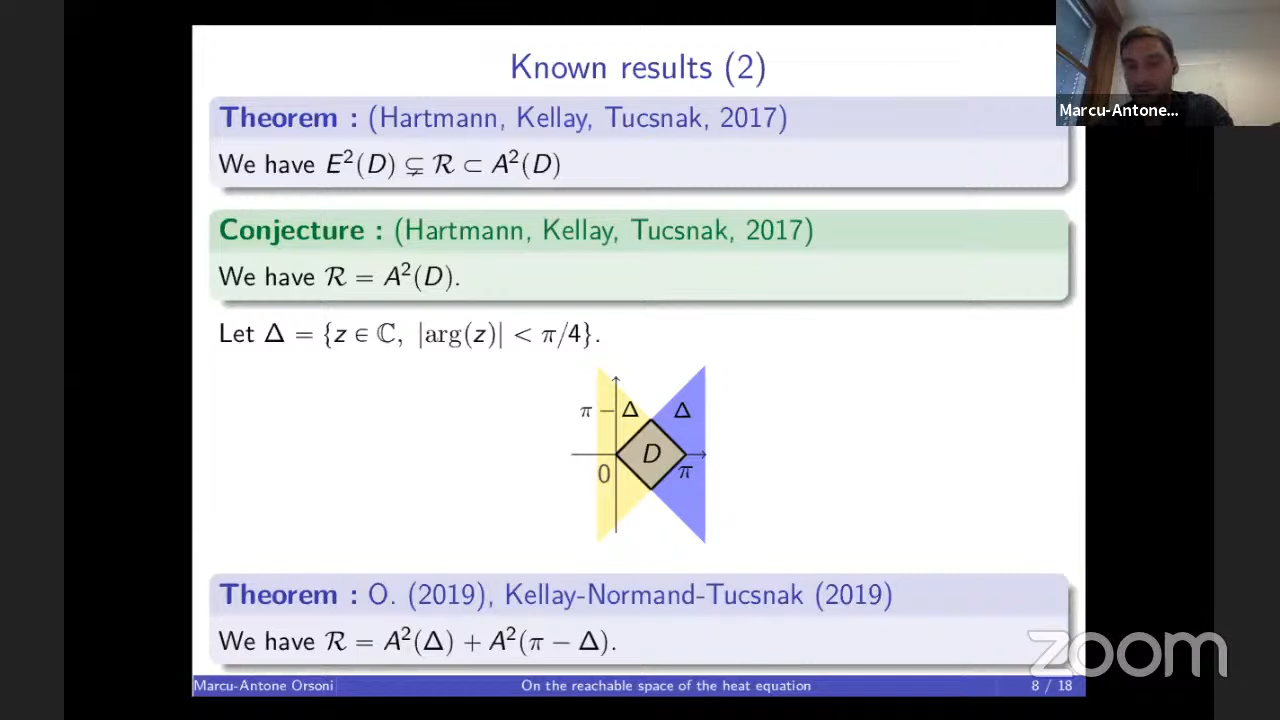 Known results (2)
Marcu-Antone...
Theorem : (Hartmann, Kellay, Tucsnak, 2017)
We have E²(D) ⊊ R ⊂ A²(D)
Conjecture : (Hartmann, Kellay, Tucsnak, 2017)
We have R = A²(D).
Let Δ = {z ∈ ℂ, |arg(z)| < π/4}.
π Δ Δ
D
0 π
Theorem : O. (2019), Kellay-Normand-Tucsnak (2019)
We have R = A²(Δ) + A²(π − Δ).
zoom
Marcu-Antone Orsoni On the reachable space of the heat equation 8 / 18